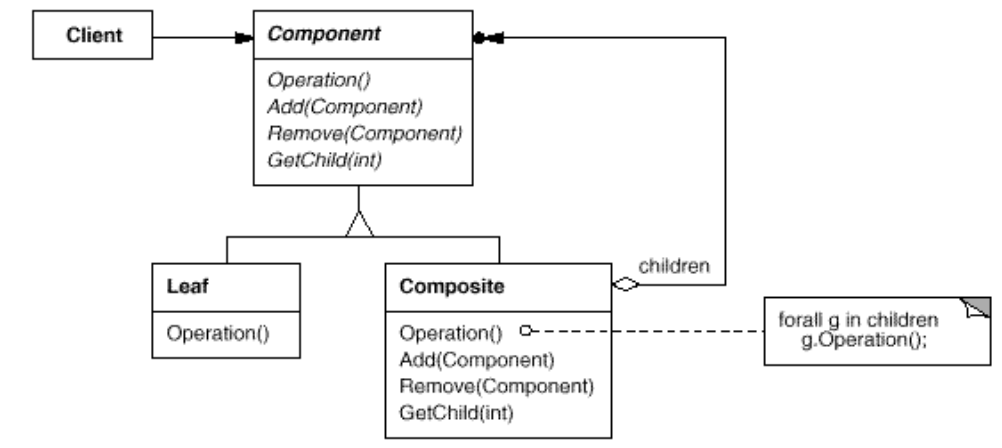 Client
Component
Operation()
Add(Component)
Remove(Component)
GetChild(int)
children
Leaf
Operation()
Composite
Operation()
Add(Component)
Remove(Component)
GetChild(int)
forall g in children
g.Operation();